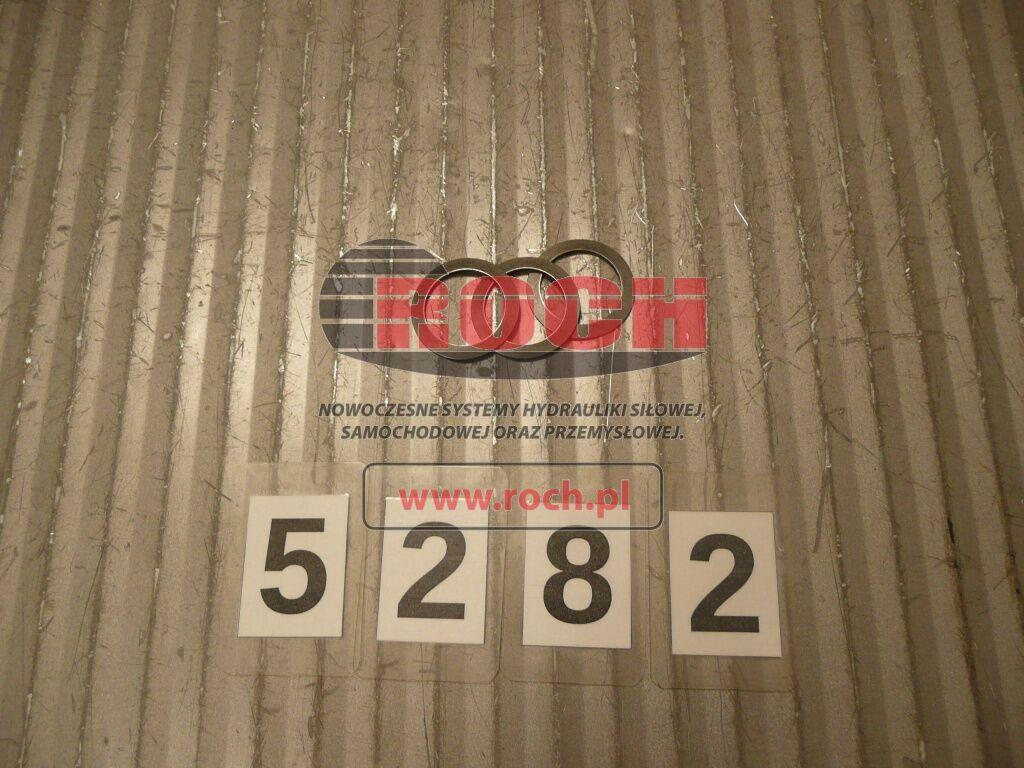 ROCH
NOWOCZESNE SYSTEMY HYDRAULIKI SIŁOWEJ,
SAMOCHODOWEJ ORAZ PRZEMYSŁOWEJ.
www.roch.pl
5 2 8 2